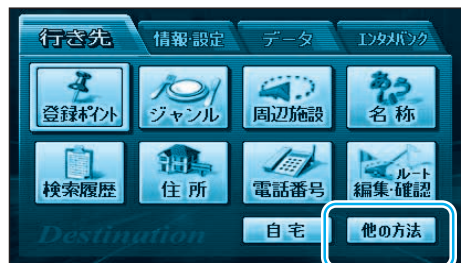 行き先 情報・設定 データ エンタメバンク
登録ポイント ジャンル 周辺施設 名称
検索履歴 住所 電話番号 ルート編集・確認
Destination 自宅 他の方法